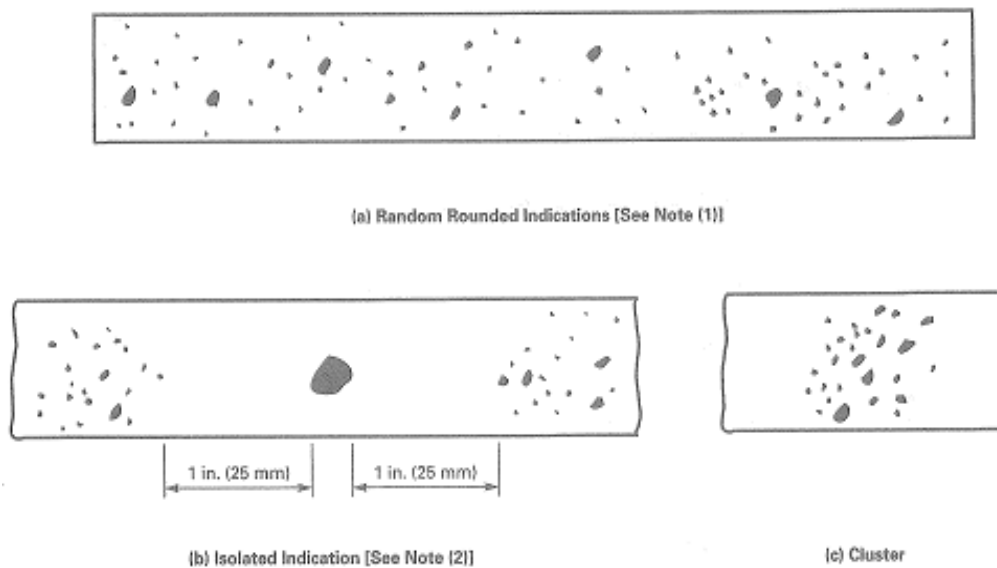 (a) Random Rounded Indications [See Note (1)]
1 in. (25 mm)
1 in. (25 mm)
(b) Isolated Indication [See Note (2)]
(c) Cluster